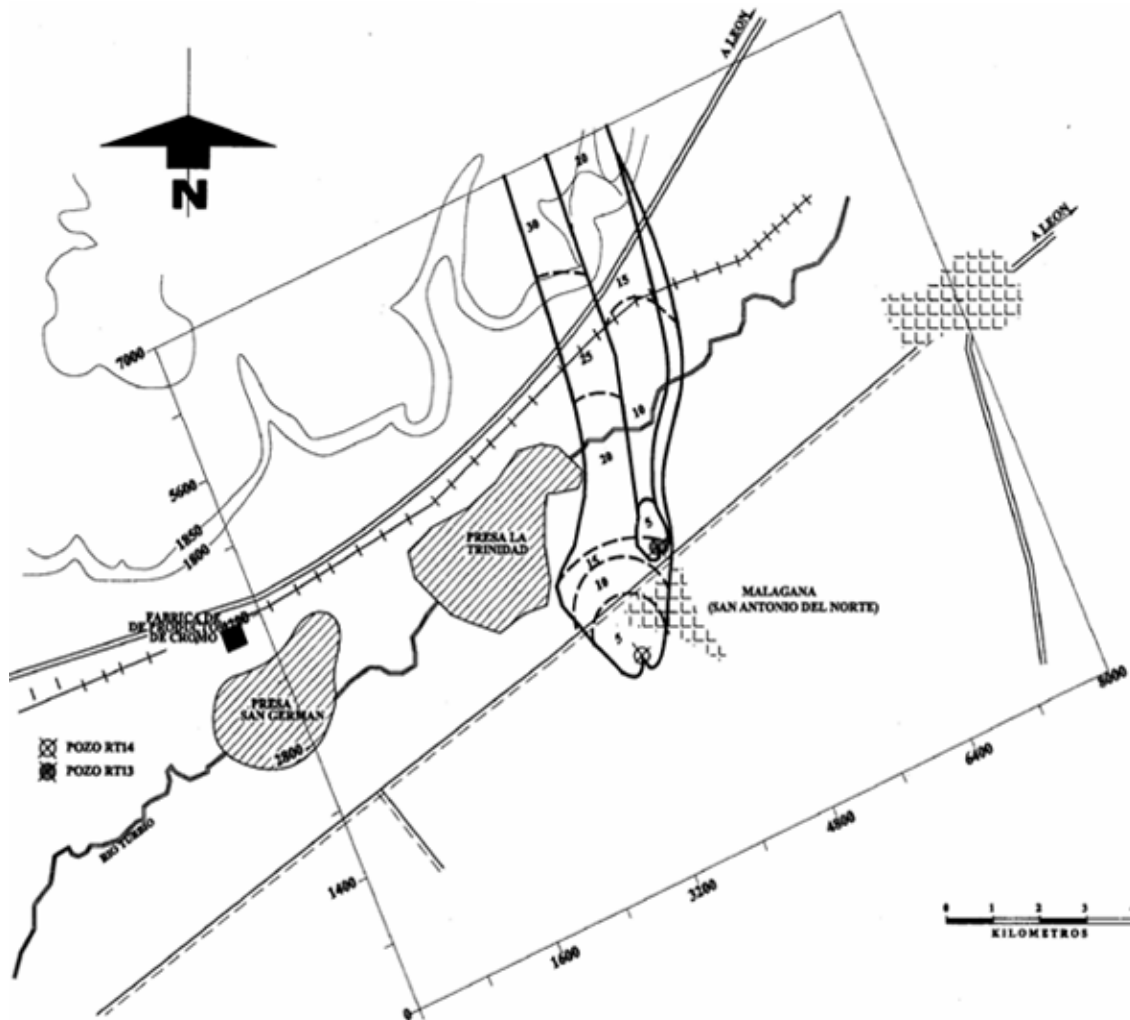 A LEON
N
20
30
A LEON
15
7000
25
10
5600
20
5
1850
1800
PRESA LA
TRINIDAD
15
10
MALAGANA
(SAN ANTONIO DEL NORTE)
FABRICA DE
DE PRODUCTOS
DE CROMO
5
PRESA
SAN GERMAN
8000
POZO RT14
2800
POZO RT13
6400
RIO TURBIO
4800
1400
3200
0 1 2 3
KILOMETROS
1600
0